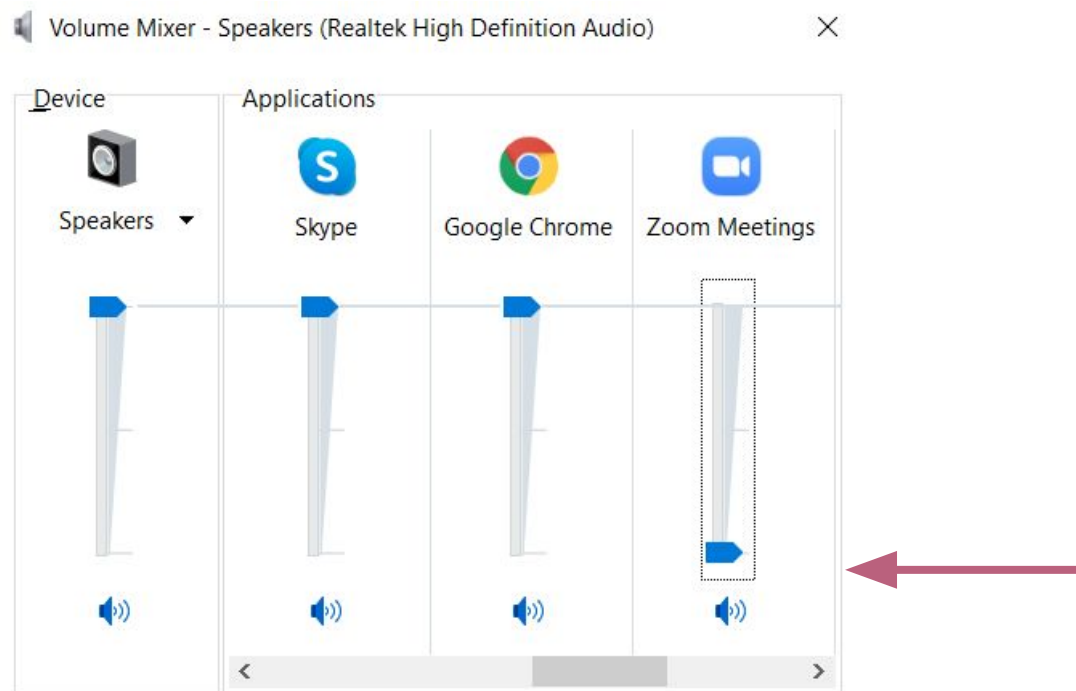 Volume Mixer - Speakers (Realtek High Definition Audio)
Device
Applications
Speakers
S
Skype
Google Chrome
Zoom Meetings